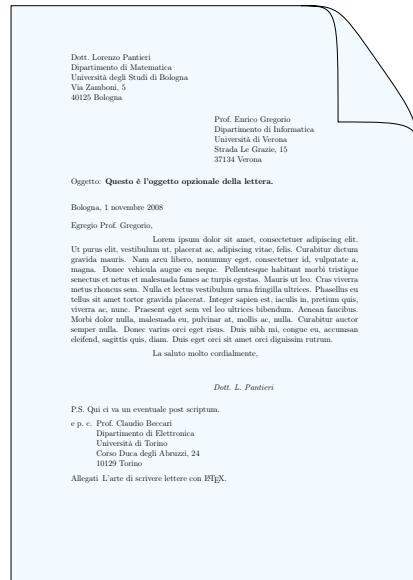 Dott. Lorenzo Pantieri
Dipartimento di Matematica
Università degli Studi di Bologna
Via Zamboni, 5
40125 Bologna
Prof. Enrico Gregorio
Dipartimento di Informatica
Università di Verona
Strada Le Grazie, 15
37134 Verona
Oggetto: Questo è l'oggetto opzionale della lettera.
Bologna, 1 novembre 2008
Egregio Prof. Gregorio,
Lorem ipsum dolor sit amet, consectetuer adipiscing elit.
Ut purus elit, vestibulum ut, placerat ac, adipiscing vitae, felis. Curabitur dictum
gravida mauris. Nam arcu libero, nonummy eget, consectetuer id, vulputate a,
magna. Donec vehicula augue eu neque. Pellentesque habitant morbi tristique
senectus et netus et malesuada fames ac turpis egestas. Mauris ut leo. Cras viverra
metus rhoncus sem. Nulla et lectus vestibulum urna fringilla ultrices. Phasellus eu
tellus sit amet tortor gravida placerat. Integer sapien est, iaculis in, pretium quis,
viverra ac, nunc. Praesent eget sem vel leo ultrices bibendum. Aenean faucibus.
Morbi dolor nulla, malesuada eu, pulvinar at, mollis ac, nulla. Curabitur auctor
semper nulla. Donec varius orci eget risus. Duis nibh mi, congue eu, accumsan
eleifend, sagittis quis, diam. Duis eget orci sit amet orci dignissim rutrum.
La saluto molto cordialmente,
Dott. L. Pantieri
P.S. Qui ci va un eventuale post scriptum.
e p. c. Prof. Claudio Beccari
Dipartimento di Elettronica
Università di Torino
Corso Duca degli Abruzzi, 24
10129 Torino
Allegati L'arte di scrivere lettere con LATEX.